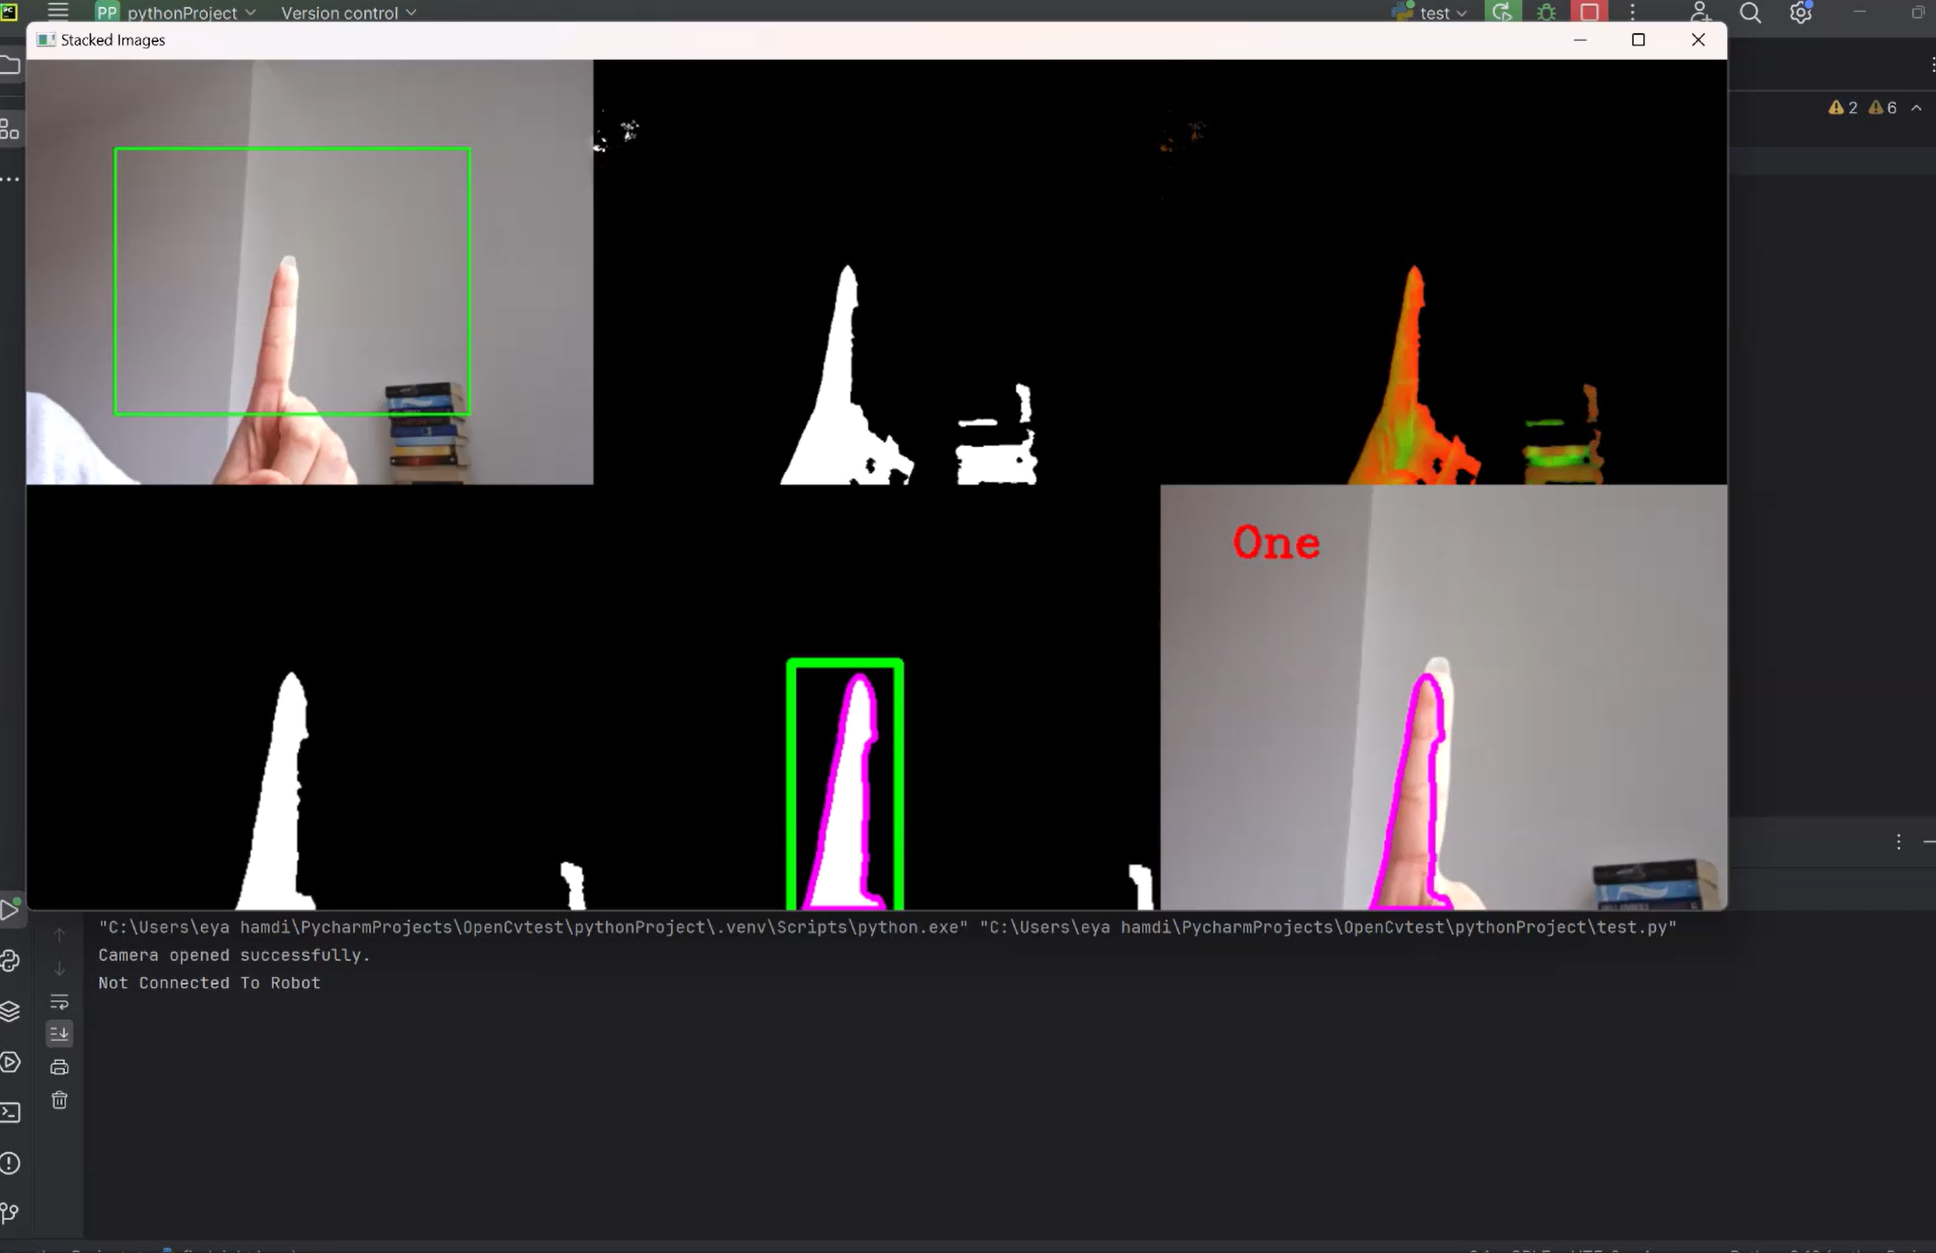 PC
PP pythonProject
Version control
test
Stacked Images
2 6
One
"C:\Users\eya hamdi\PycharmProjects\OpenCvtest\pythonProject\.venv\Scripts\python.exe" "C:\Users\eya hamdi\PycharmProjects\OpenCvtest\pythonProject\test.py"
Camera opened successfully.
Not Connected To Robot